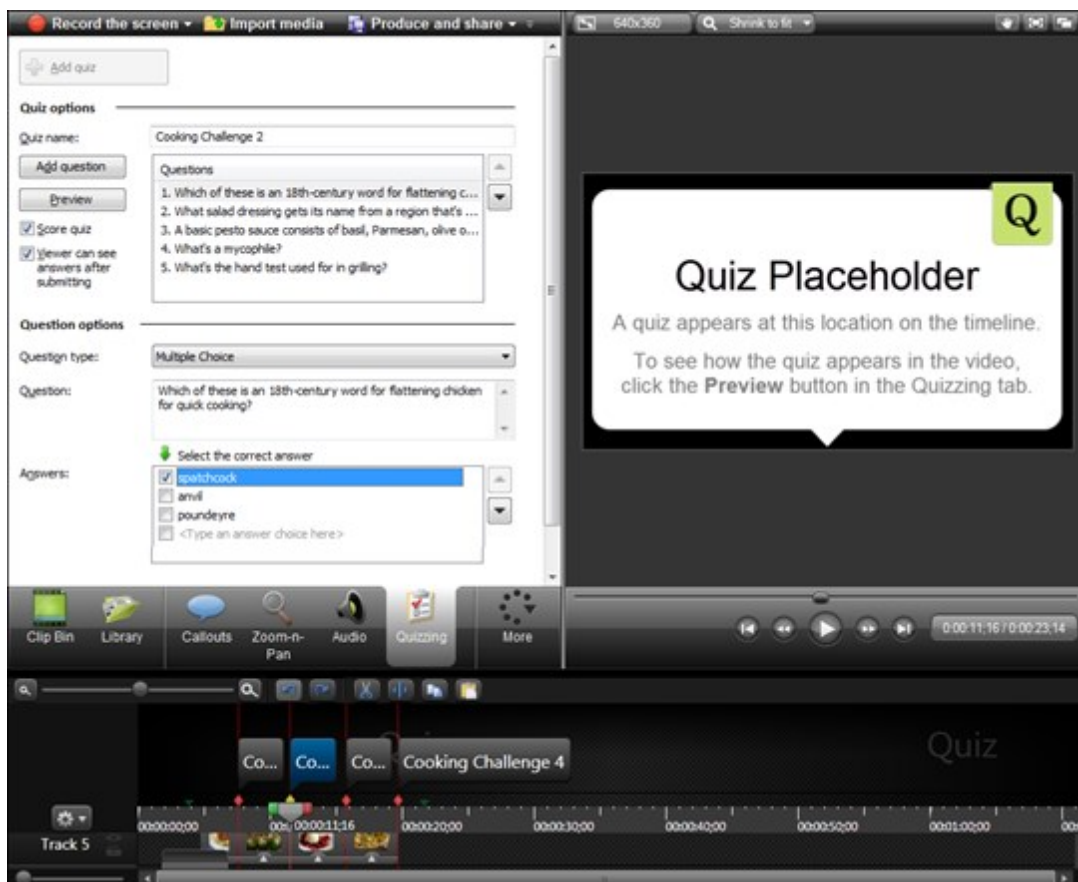 Record the screen Import media Produce and share
640x360 Shrink to fit
Add quiz
Quiz options
Quiz name: Cooking Challenge 2
Add question
Preview
Score quiz
Viewer can see
answers after
submitting
Questions
1. Which of these is an 18th-century word for flattening c...
2. What salad dressing gets its name from a region that's ...
3. A basic pesto sauce consists of basil, Parmesan, olive o...
4. What's a mycophile?
5. What's the hand test used for in grilling?
Question options
Question type: Multiple Choice
Question: Which of these is an 18th-century word for flattening chicken
for quick cooking?
Select the correct answer
Answers:
spatchcock
anvil
poundeyre
<Type an answer choice here>
Q
Quiz Placeholder
A quiz appears at this location on the timeline.
To see how the quiz appears in the video,
click the Preview button in the Quizzing tab.
Clip Bin Library Callouts Zoom-n-
Pan Audio Quizzing More
0:00:11;16 / 0:00:23;14
Quiz
Co... Co... Co... Cooking Challenge 4
00:00:00;00 00:00:11;16 00:00:20;00 00:00:30;00 00:00:40;00 00:00:50;00 00:01:00;00
Track 5